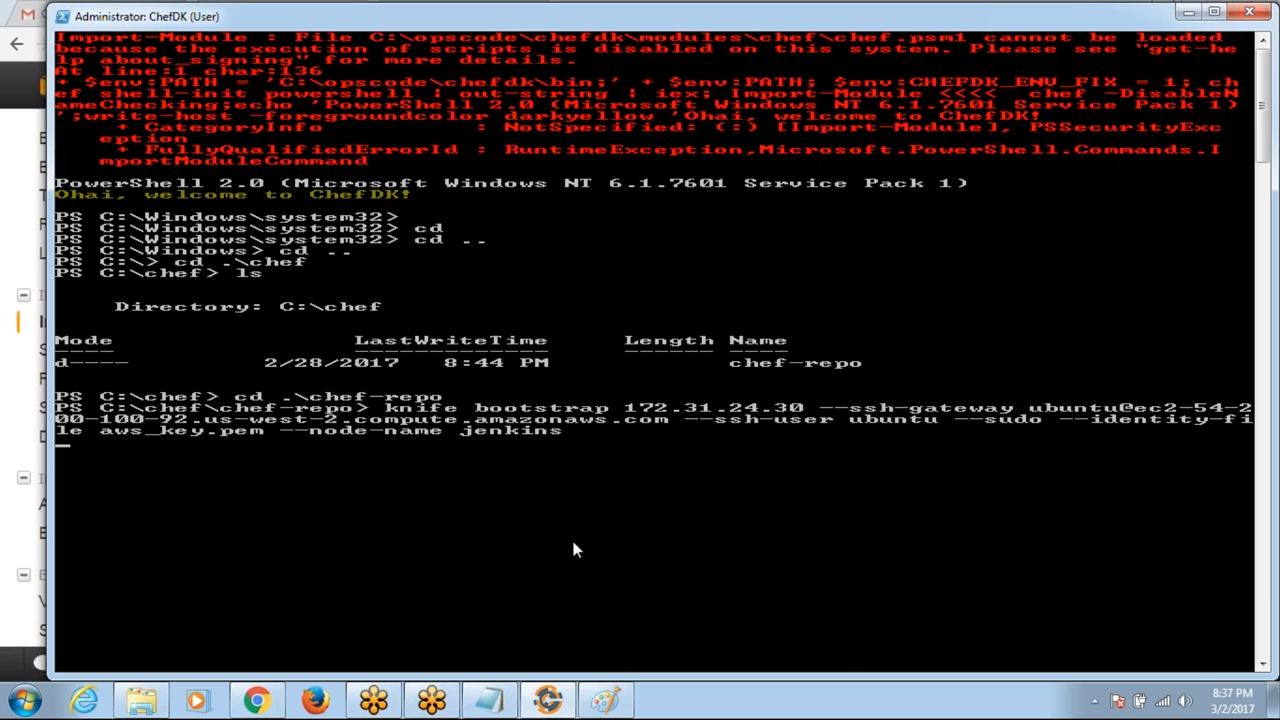 Administrator: ChefDK (User)
Import-Module : File C:\opscode\chefdk\modules\chef\chef.psm1 cannot be loaded
because the execution of scripts is disabled on this system. Please see "get-he
lp about_signing" for more details.
At line:1 char:136
+ $env:PATH = 'C:\opscode\chefdk\bin;' + $env:PATH; $env:CHEFDK_ENV_FIX = 1; ch
ef shell-init powershell | out-string | iex; Import-Module <<<<  chef -DisableN
ameChecking;echo 'PowerShell 2.0 (Microsoft Windows NT 6.1.7601 Service Pack 1)
';write-host -foregroundcolor darkyellow 'Ohai, welcome to ChefDK!
+ CategoryInfo          : NotSpecified: (:) [Import-Module], PSSecurityExc
eption
+ FullyQualifiedErrorId : RuntimeException,Microsoft.PowerShell.Commands.I
mportModuleCommand
PowerShell 2.0 (Microsoft Windows NT 6.1.7601 Service Pack 1)
Ohai, welcome to ChefDK!
PS C:\Windows\system32>
PS C:\Windows\system32> cd
PS C:\Windows\system32> cd ..
PS C:\Windows> cd ..
PS C:\> cd .\chef
PS C:\chef> ls
Directory: C:\chef
Mode LastWriteTime Length Name
---- ------------- ------ ----
d---- 2/28/2017 8:44 PM chef-repo
PS C:\chef> cd .\chef-repo
PS C:\chef\chef-repo> knife bootstrap 172.31.24.30 --ssh-gateway ubuntu@ec2-54-2
00-100-92.us-west-2.compute.amazonaws.com --ssh-user ubuntu --sudo --identity-fi
le aws_key.pem --node-name jenkins
8:37 PM
3/2/2017